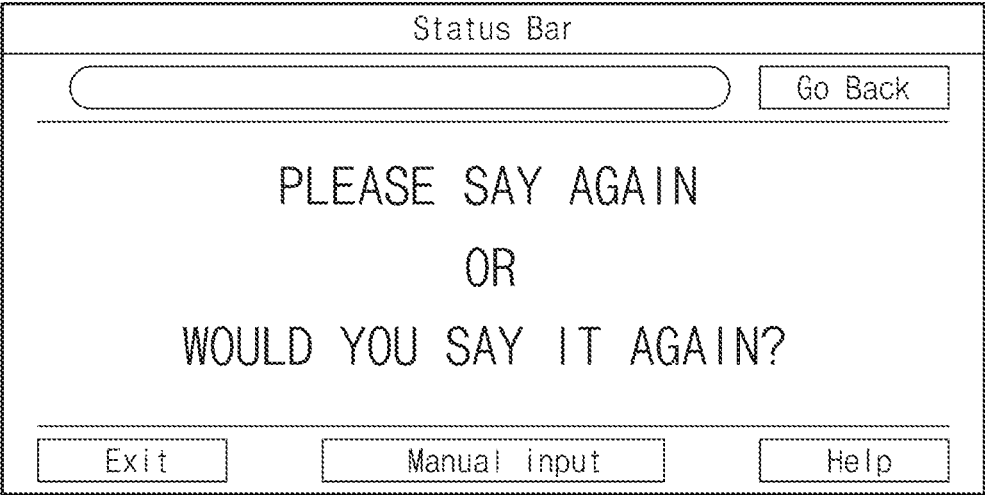 Status Bar
Go Back
PLEASE SAY AGAIN
OR
WOULD YOU SAY IT AGAIN?
Exit Manual input Help